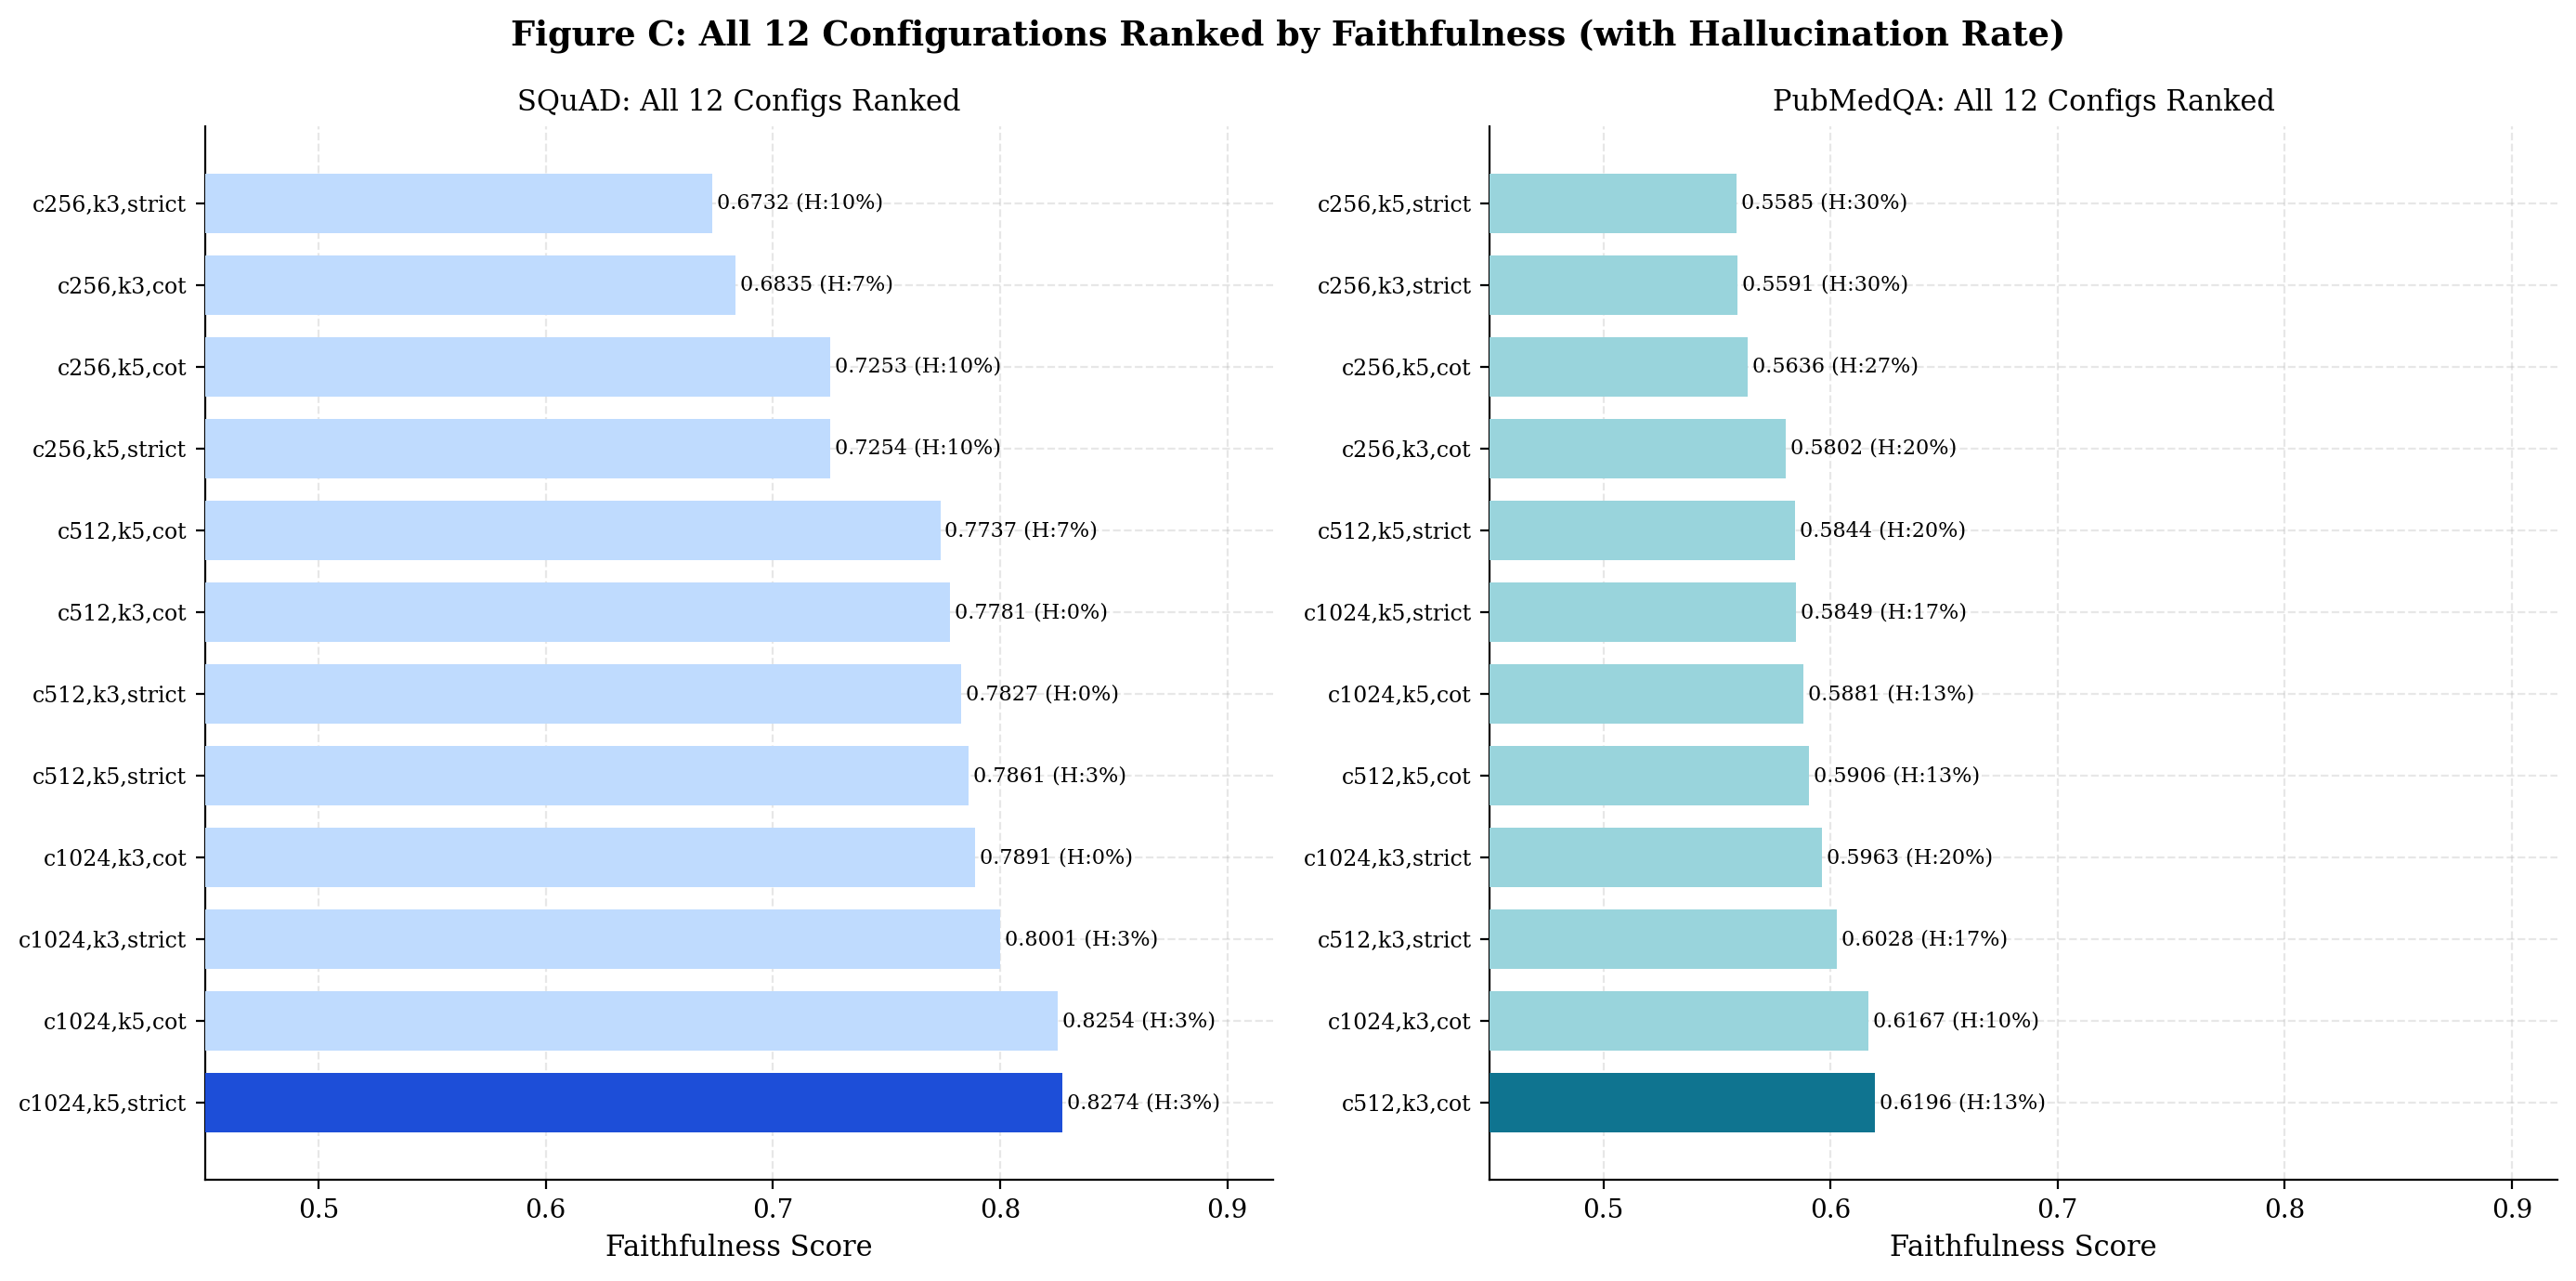 Figure C: All 12 Configurations Ranked by Faithfulness (with Hallucination Rate)
SQuAD: All 12 Configs Ranked
c256,k3,strict 0.6732 (H:10%)
c256,k3,cot 0.6835 (H:7%)
c256,k5,cot 0.7253 (H:10%)
c256,k5,strict 0.7254 (H:10%)
c512,k5,cot 0.7737 (H:7%)
c512,k3,cot 0.7781 (H:0%)
c512,k3,strict 0.7827 (H:0%)
c512,k5,strict 0.7861 (H:3%)
c1024,k3,cot 0.7891 (H:0%)
c1024,k3,strict 0.8001 (H:3%)
c1024,k5,cot 0.8254 (H:3%)
c1024,k5,strict 0.8274 (H:3%)
0.5 0.6 0.7 0.8 0.9
Faithfulness Score
PubMedQA: All 12 Configs Ranked
c256,k5,strict 0.5585 (H:30%)
c256,k3,strict 0.5591 (H:30%)
c256,k5,cot 0.5636 (H:27%)
c256,k3,cot 0.5802 (H:20%)
c512,k5,strict 0.5844 (H:20%)
c1024,k5,strict 0.5849 (H:17%)
c1024,k5,cot 0.5881 (H:13%)
c512,k5,cot 0.5906 (H:13%)
c1024,k3,strict 0.5963 (H:20%)
c512,k3,strict 0.6028 (H:17%)
c1024,k3,cot 0.6167 (H:10%)
c512,k3,cot 0.6196 (H:13%)
0.5 0.6 0.7 0.8 0.9
Faithfulness Score